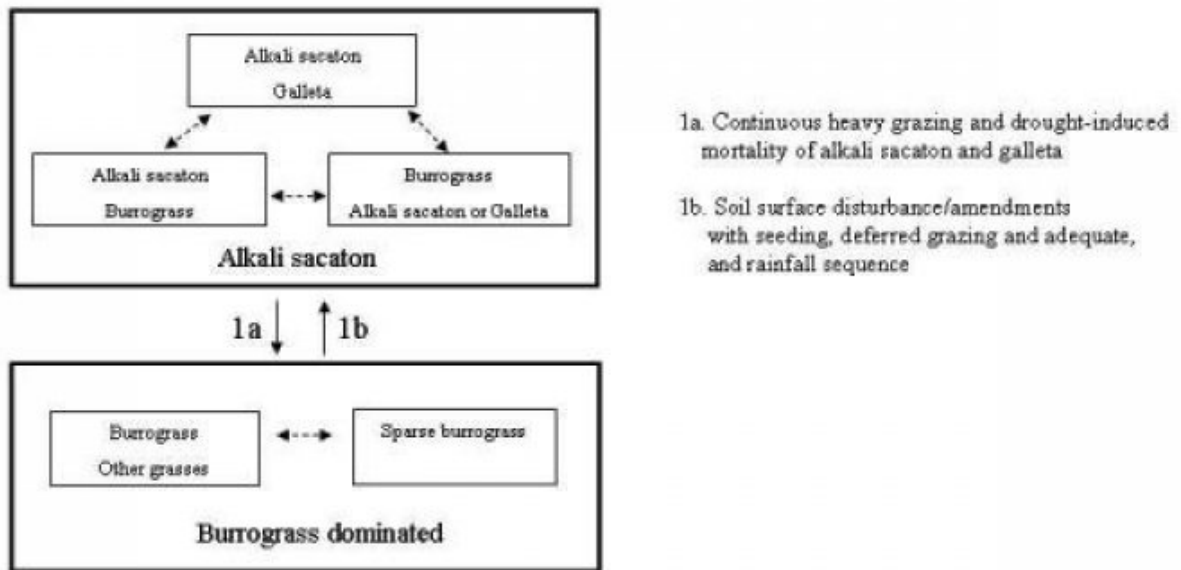 Alkali sacaton
Galleta
Alkali sacaton
Burrograss
Burrograss
Alkali sacaton or Galleta
Alkali sacaton
1a
1b
Burrograss
Other grasses
Sparse burrograss
Burrograss dominated
1a. Continuous heavy grazing and drought-induced
mortality of alkali sacaton and galleta
1b. Soil surface disturbance/amendments
with seeding, deferred grazing and adequate,
and rainfall sequence